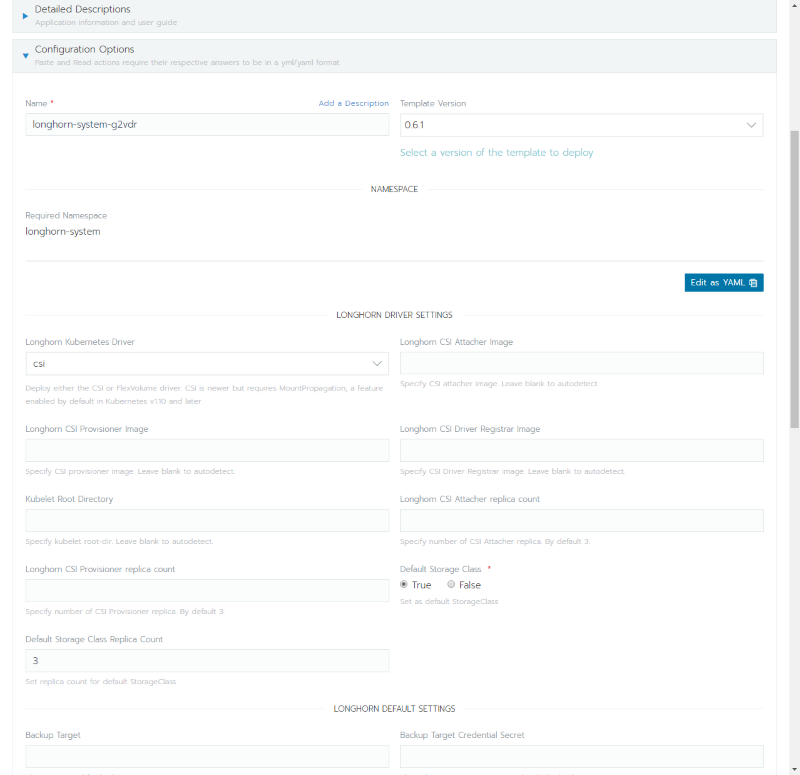 Detailed Descriptions
Application information and user guide
Configuration Options
Paste and Read actions require their respective answers to be in a yml/yaml format
Name * Add a Description Template Version
longhorn-system-g2vdr 0.6.1
Select a version of the template to deploy
NAMESPACE
Required Namespace
longhorn-system
Edit as YAML
LONGHORN DRIVER SETTINGS
Longhorn Kubernetes Driver Longhorn CSI Attacher Image
csi
Specify CSI attacher image. Leave blank to autodetect.
Deploy either the CSI or FlexVolume driver. CSI is newer but requires MountPropagation, a feature
enabled by default in Kubernetes v1.10 and later
Longhorn CSI Provisioner Image Longhorn CSI Driver Registrar Image
Specify CSI provisioner image. Leave blank to autodetect. Specify CSI Driver Registrar image. Leave blank to autodetect.
Kubelet Root Directory Longhorn CSI Attacher replica count
Specify kubelet root-dir. Leave blank to autodetect. Specify number of CSI Attacher replica. By default 3.
Longhorn CSI Provisioner replica count Default Storage Class *
True False
Specify number of CSI Provisioner replica. By default 3. Set as default StorageClass
Default Storage Class Replica Count
3
Set replica count for default StorageClass
LONGHORN DEFAULT SETTINGS
Backup Target Backup Target Credential Secret